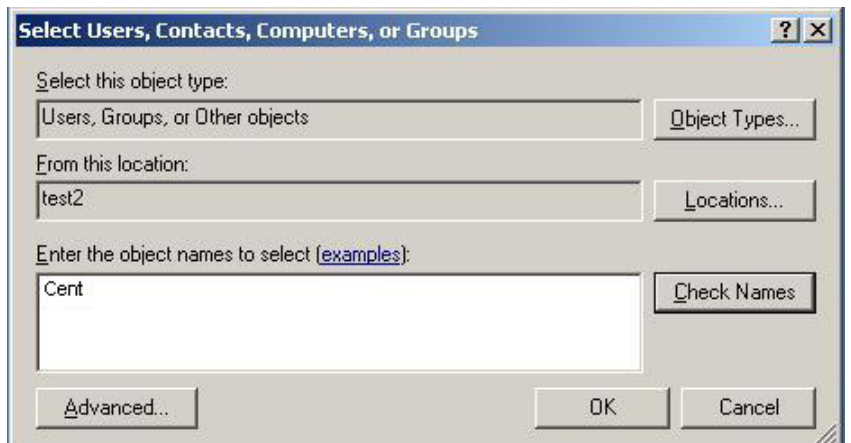 Select Users, Contacts, Computers, or Groups
Select this object type:
Users, Groups, or Other objects
Object Types...
From this location:
test2
Locations...
Enter the object names to select (examples):
Cent
Check Names
Advanced...
OK
Cancel